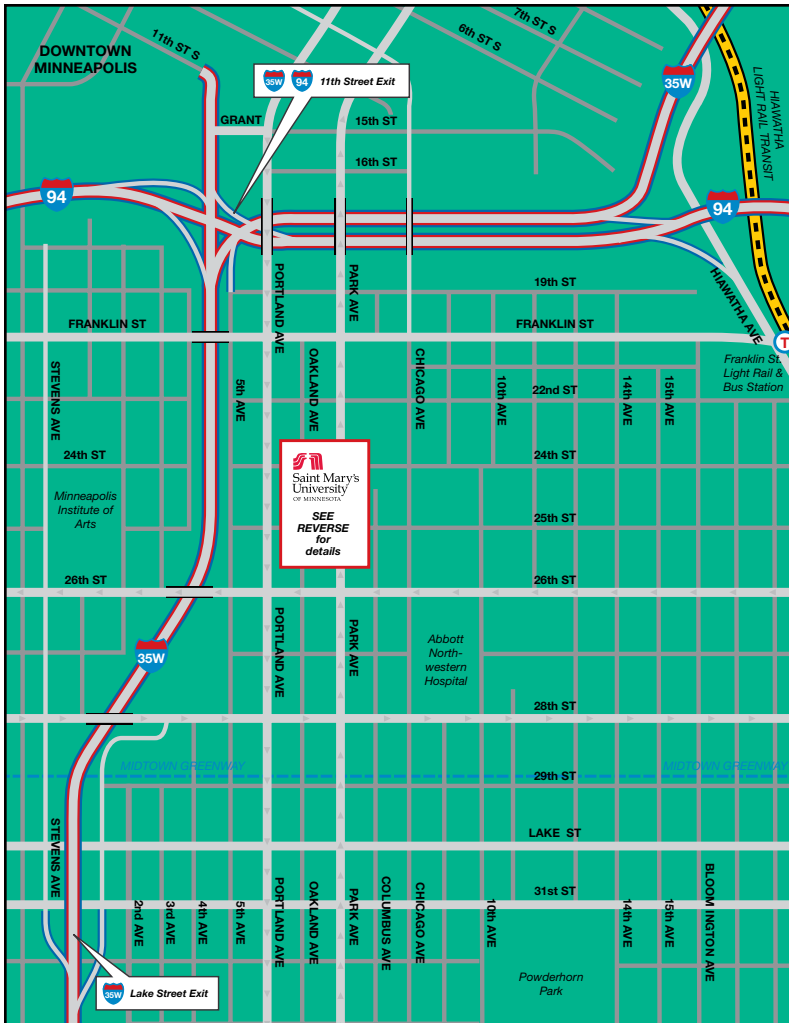 DOWNTOWN
MINNEAPOLIS
11th ST S
6th ST S
7th ST S
35W 94 11th Street Exit
35W
HIAWATHA
LIGHT RAIL TRANSIT
GRANT
15th ST
16th ST
94
94
PORTLAND AVE
PARK AVE
19th ST
HIAWATHA AVE
FRANKLIN ST
FRANKLIN ST
T
Franklin St.
Light Rail &
Bus Station
STEVENS AVE
5th AVE
OAKLAND AVE
CHICAGO AVE
10th AVE
22nd ST
14th AVE
15th AVE
24th ST
24th ST
Saint Mary's
University
OF MINNESOTA
SEE
REVERSE
for
details
Minneapolis
Institute of
Arts
25th ST
26th ST
26th ST
PORTLAND AVE
PARK AVE
Abbott
North-
western
Hospital
35W
28th ST
MIDTOWN GREENWAY
MIDTOWN GREENWAY
29th ST
STEVENS AVE
LAKE ST
31st ST
2nd AVE
3rd AVE
4th AVE
5th AVE
PORTLAND AVE
OAKLAND AVE
PARK AVE
COLUMBUS AVE
CHICAGO AVE
10th AVE
14th AVE
15th AVE
BLOOMINGTON AVE
35W Lake Street Exit
Powderhorn
Park